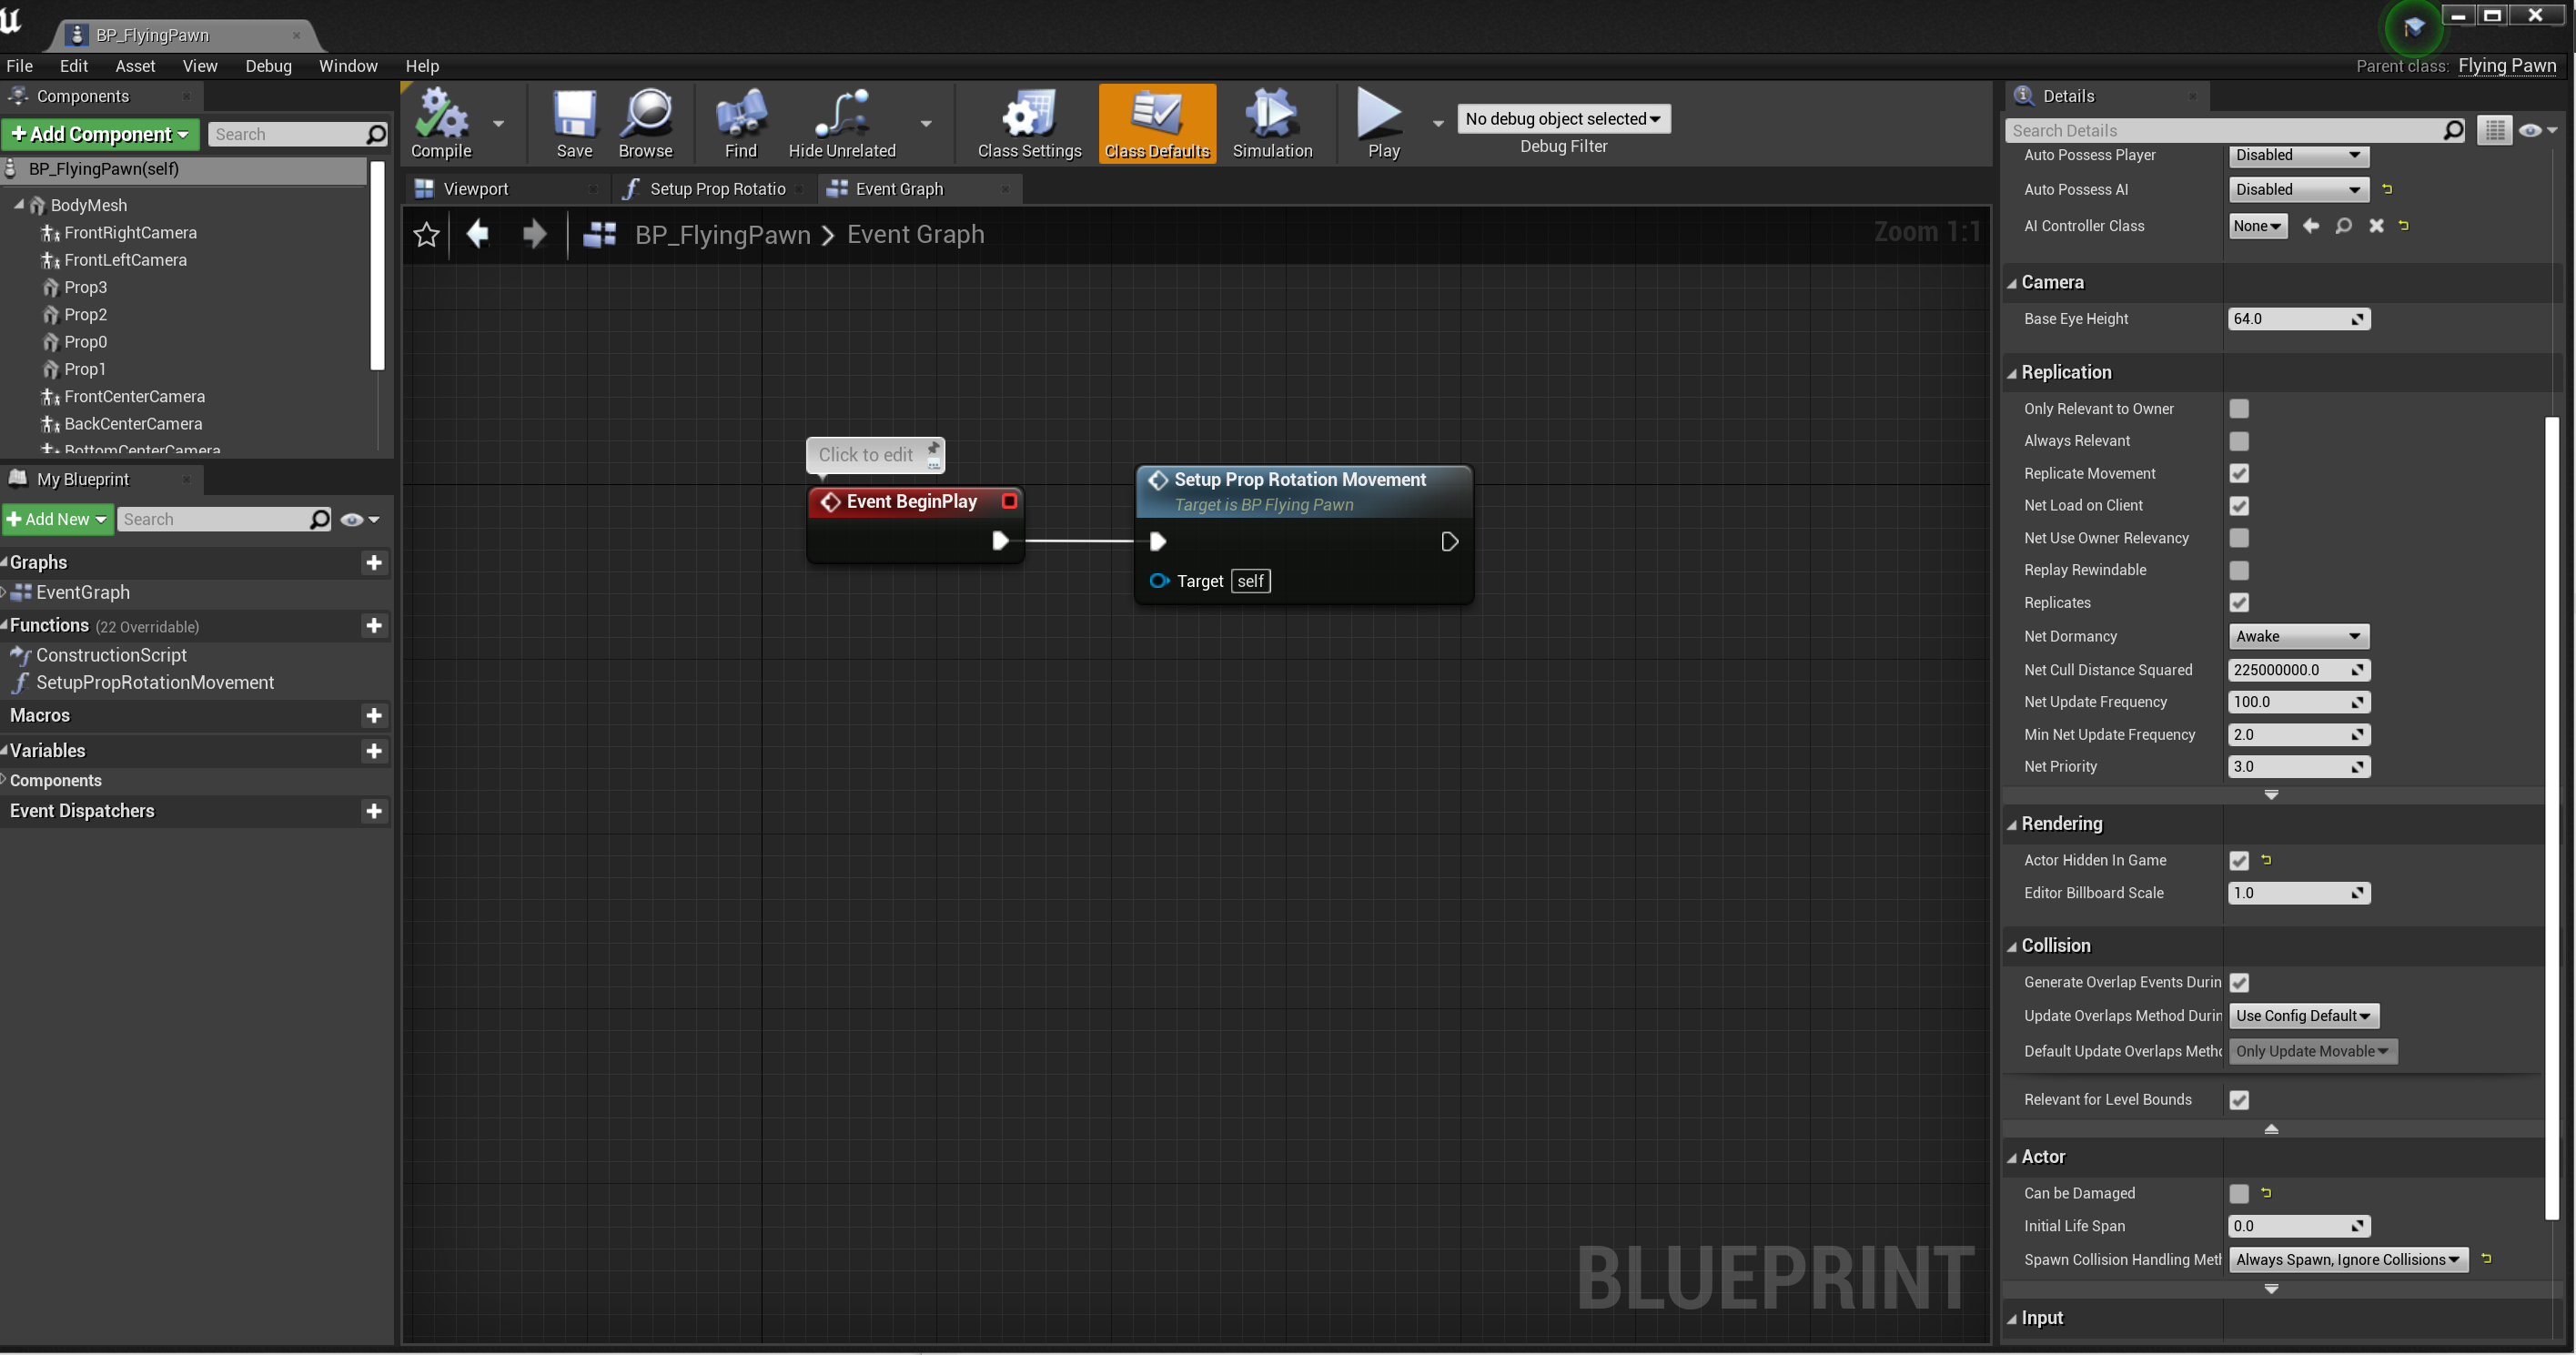 BP_FlyingPawn
File Edit Asset View Debug Window Help
Parent class: Flying Pawn
Components
Add Component
Search
BP_FlyingPawn(self)
BodyMesh
FrontRightCamera
FrontLeftCamera
Prop3
Prop2
Prop0
Prop1
FrontCenterCamera
BackCenterCamera
BottomCenterCamera
My Blueprint
Add New
Search
Graphs
EventGraph
Functions (22 Overridable)
ConstructionScript
SetupPropRotationMovement
Macros
Variables
Components
Event Dispatchers
Compile
Save
Browse
Find
Hide Unrelated
Class Settings
Class Defaults
Simulation
Play
No debug object selected
Debug Filter
Viewport
Setup Prop Rotatio
Event Graph
BP_FlyingPawn > Event Graph
Zoom 1:1
Click to edit
Event BeginPlay
Setup Prop Rotation Movement
Target is BP Flying Pawn
Target self
BLUEPRINT
Details
Search Details
Auto Possess Player Disabled
Auto Possess AI Disabled
AI Controller Class None
Camera
Base Eye Height 64.0
Replication
Only Relevant to Owner
Always Relevant
Replicate Movement
Net Load on Client
Net Use Owner Relevancy
Replay Rewindable
Replicates
Net Dormancy Awake
Net Cull Distance Squared 225000000.0
Net Update Frequency 100.0
Min Net Update Frequency 2.0
Net Priority 3.0
Rendering
Actor Hidden In Game
Editor Billboard Scale 1.0
Collision
Generate Overlap Events Durin
Update Overlaps Method Durin Use Config Default
Default Update Overlaps Metho Only Update Movable
Relevant for Level Bounds
Actor
Can be Damaged
Initial Life Span 0.0
Spawn Collision Handling Meth Always Spawn, Ignore Collisions
Input